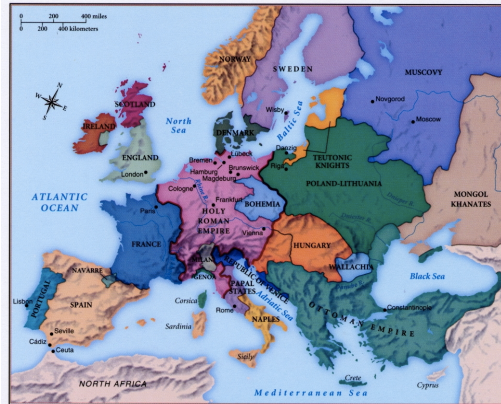 0 200 400 miles
0 200 400 kilometers
N
W
E
S
NORWAY
SWEDEN
MUSCOVY
SCOTLAND
North
Sea
Wisby
Baltic Sea
Novgorod
Moscow
IRELAND
DENMARK
ENGLAND
London
Lübeck
Bremen
Hamburg
Brunswick
Magdeburg
Danzig
Riga
TEUTONIC
KNIGHTS
POLAND-LITHUANIA
MONGOL
KHANATES
ATLANTIC
OCEAN
Cologne
Rhine R.
Frankfurt
BOHEMIA
Paris
HOLY
ROMAN
EMPIRE
Vienna
FRANCE
HUNGARY
MILAN
REPUBLIC OF VENICE
WALLACHIA
GENOA
NAVARRE
PAPAL
STATES
Adriatic Sea
Black Sea
PORTUGAL
SPAIN
Corsica
Rome
NAPLES
Constantinople
OTTOMAN EMPIRE
Lisbon
Sardinia
Seville
Cádiz
Ceuta
Sicily
NORTH AFRICA
Crete
Cyprus
Mediterranean Sea